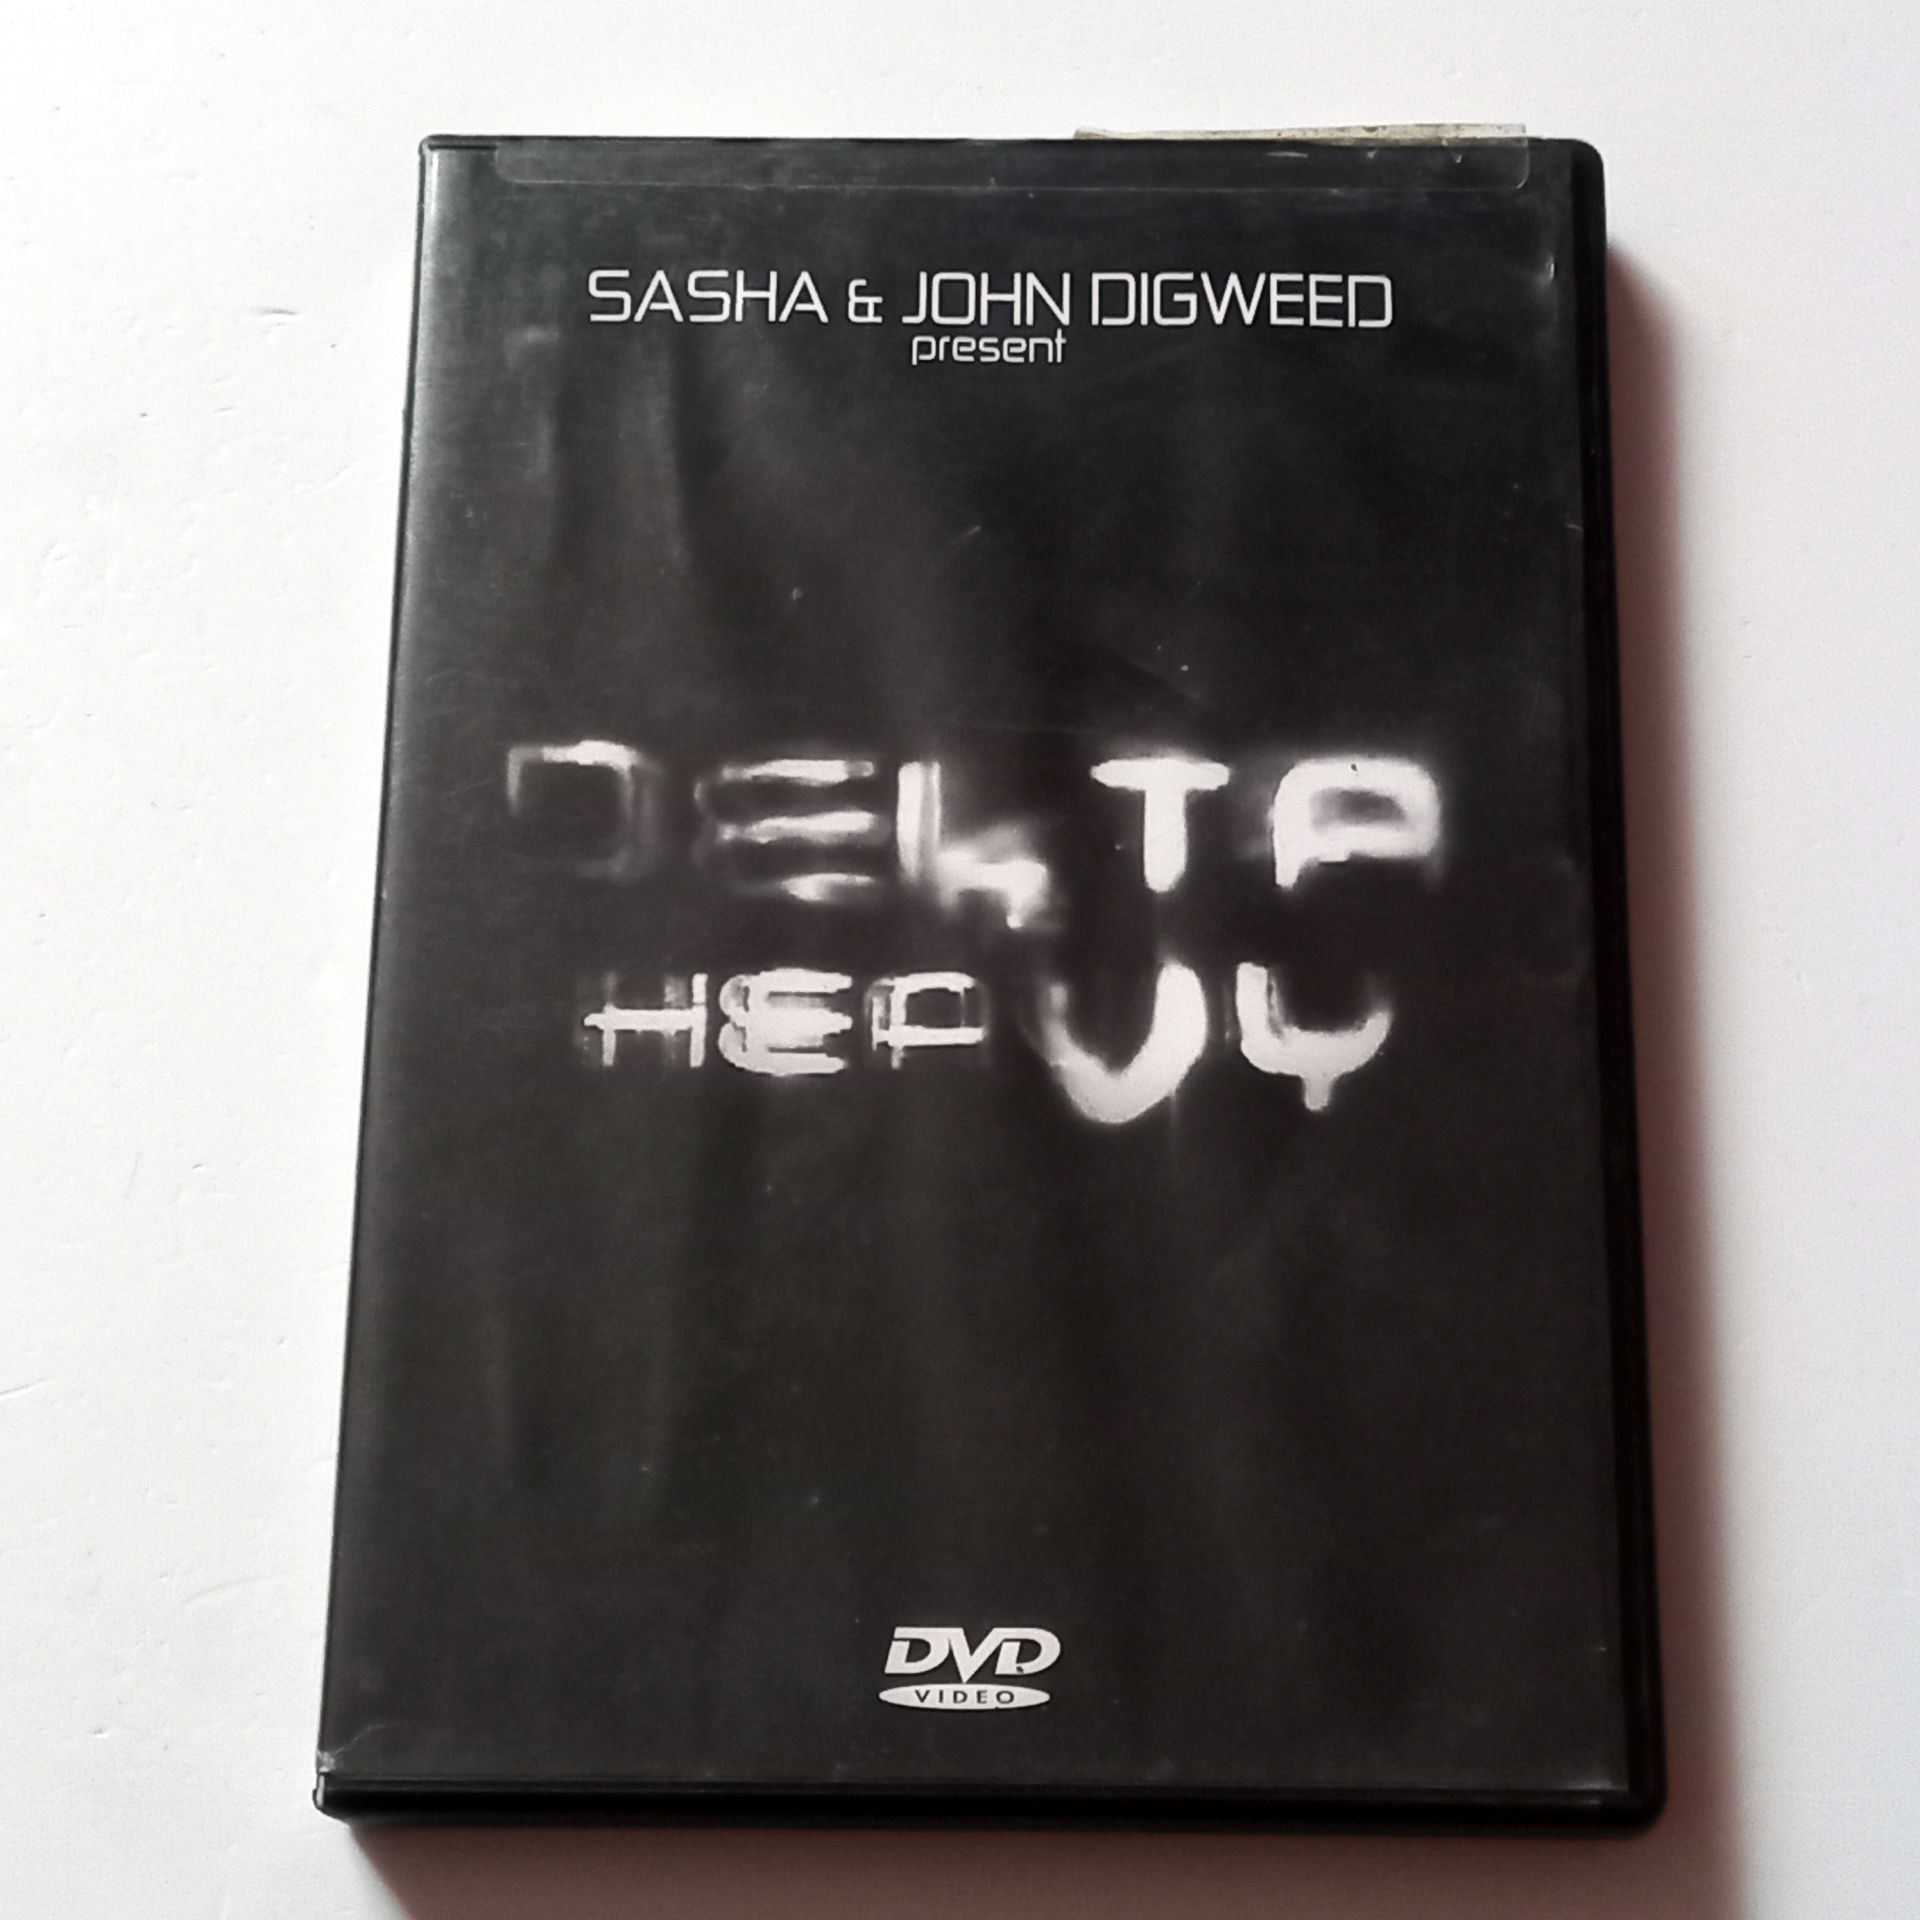 SASHA & JOHN DIGWEED
present
DELTA
HEAVY
DVD
VIDEO